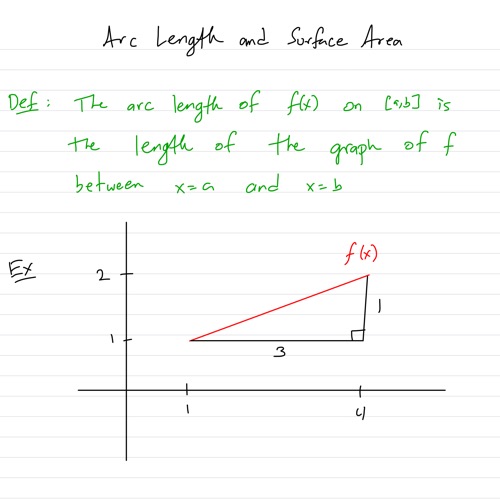 Arc Length and Surface Area
Def: The arc length of f(x) on [a,b] is
the length of the graph of f
between x=a and x=b
Ex
f(x)
2
1
1
3
1
4